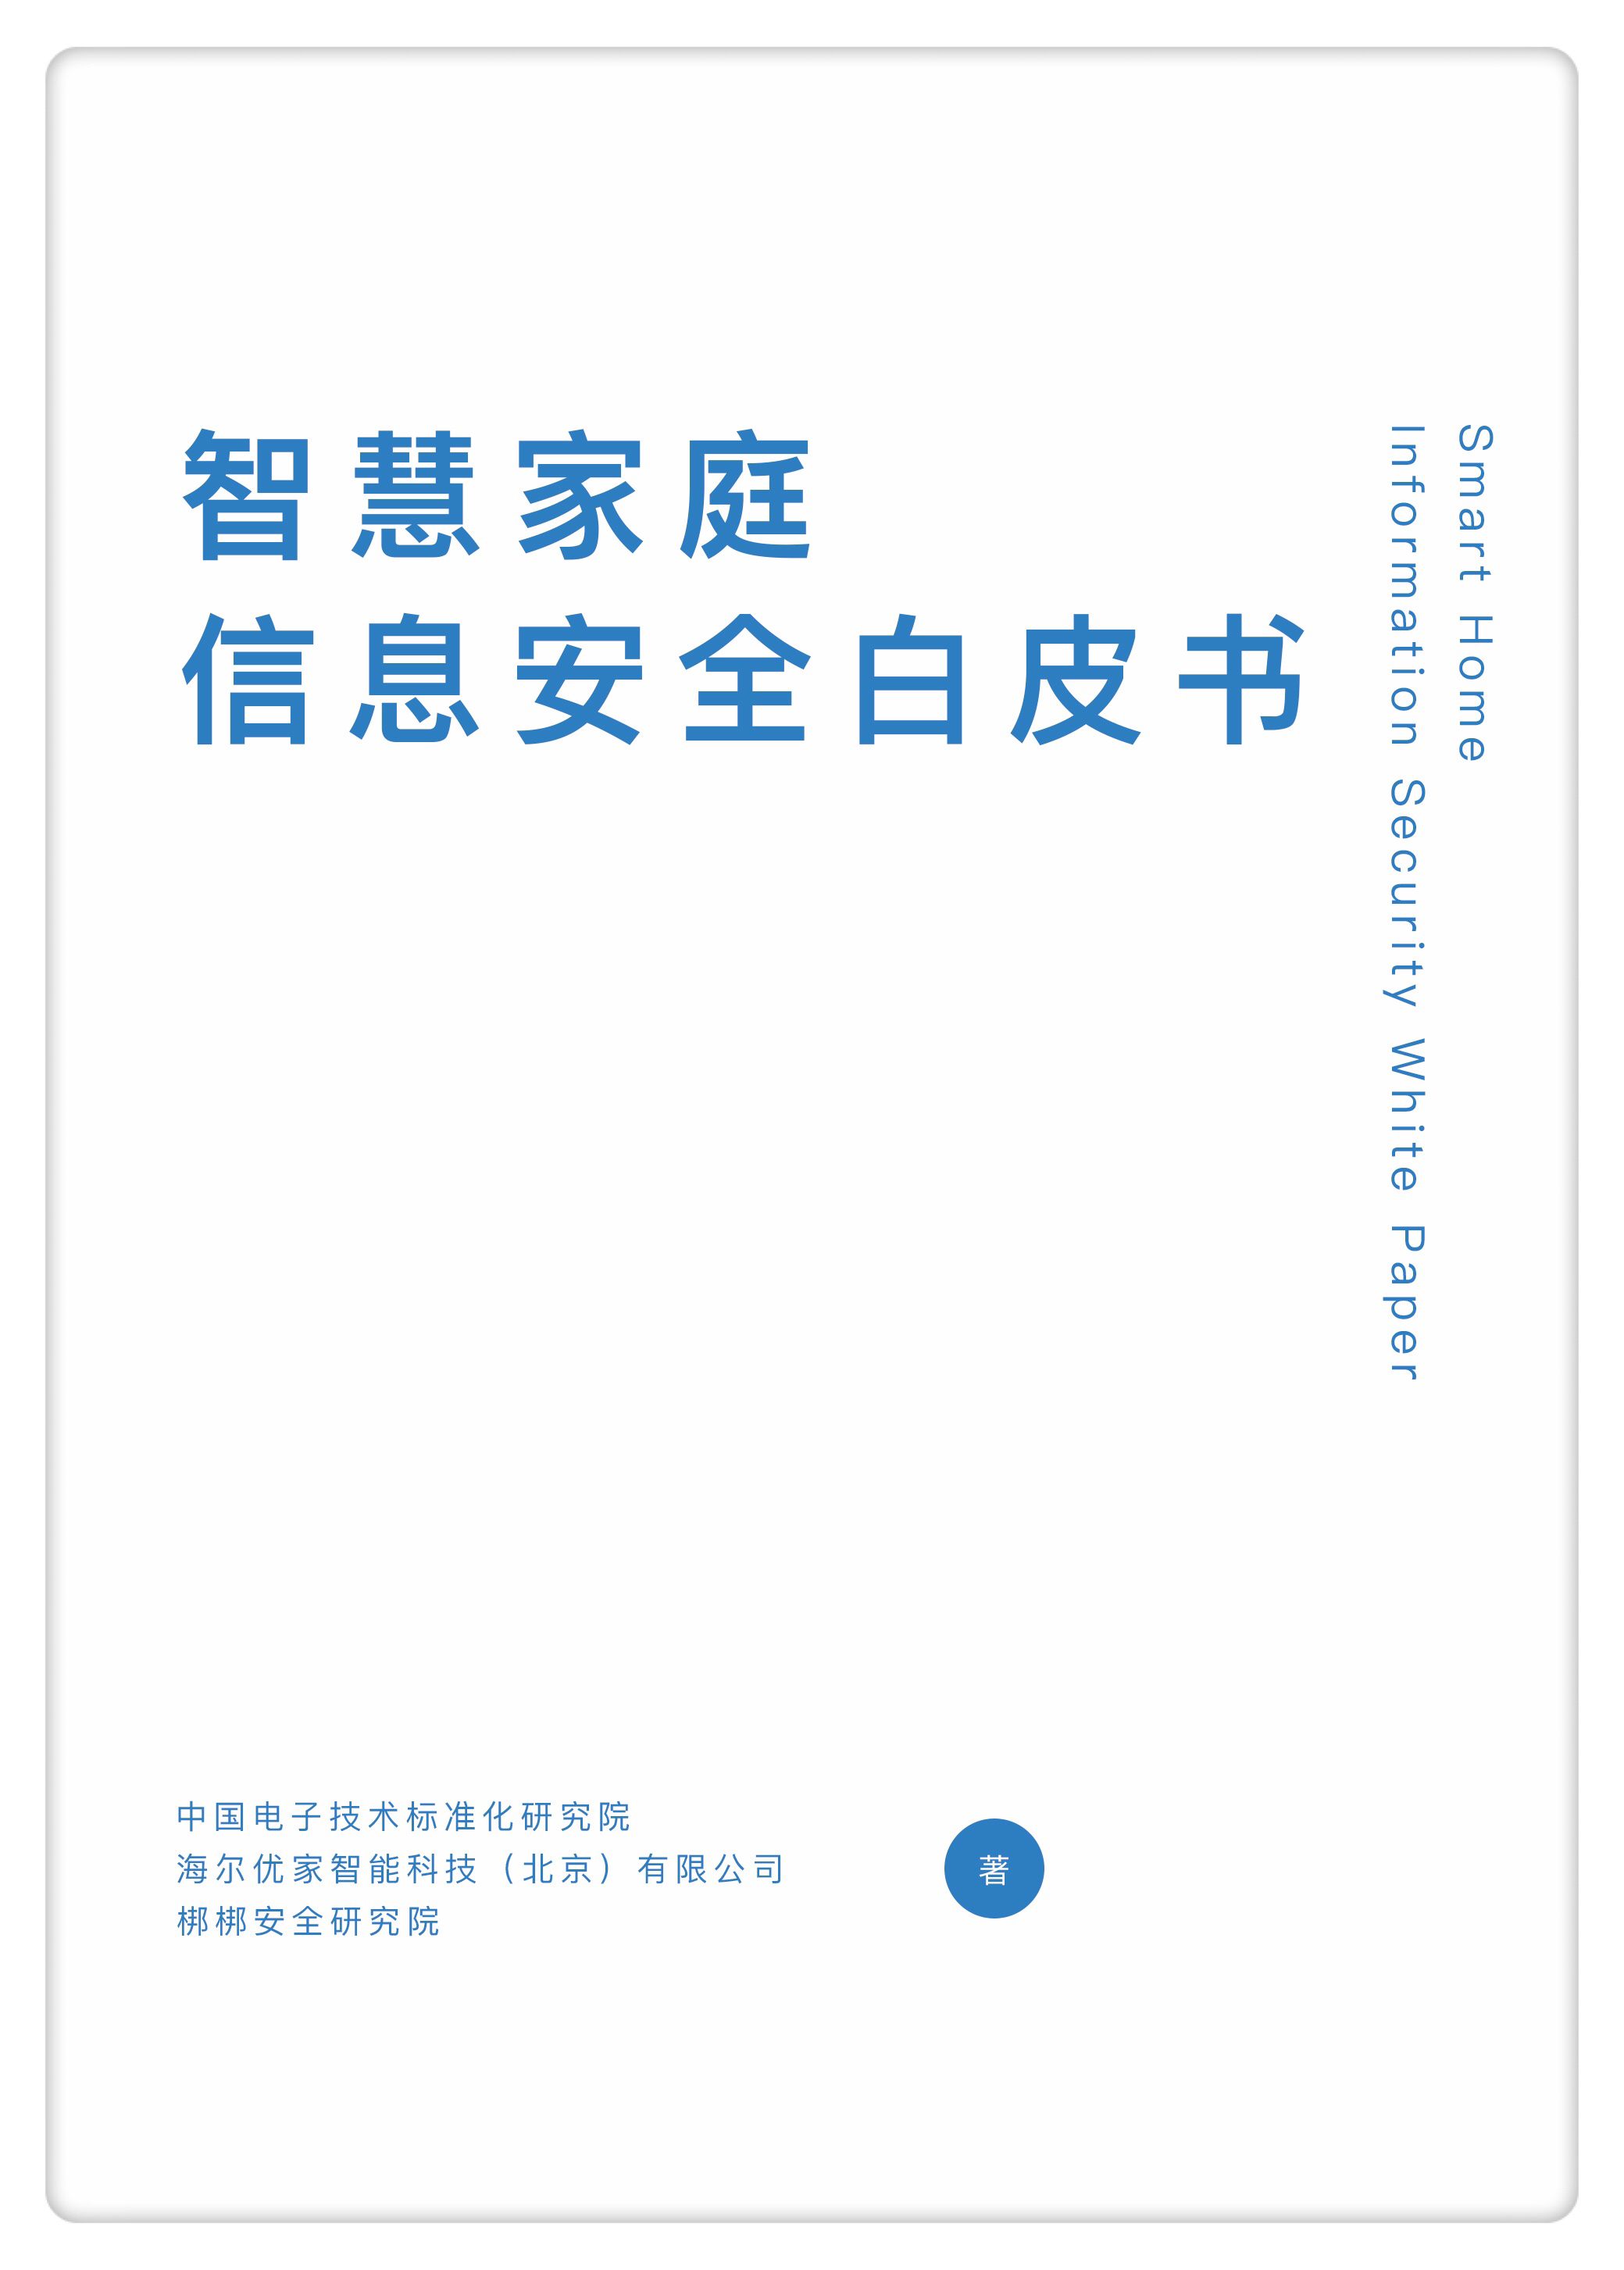 智慧家庭
信息安全白皮书
Smart Home
Information Security White Paper
中国电子技术标准化研究院
海尔优家智能科技（北京）有限公司
梆梆安全研究院
著